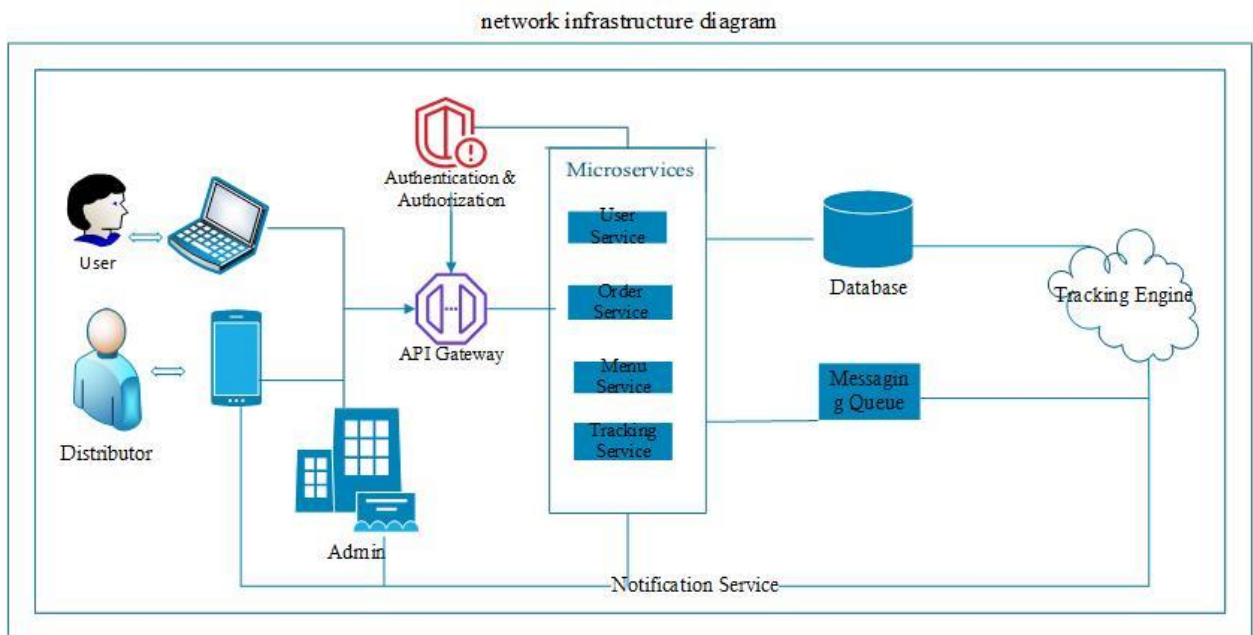 network infrastructure diagram
Authentication &
Authorization
Microservices
User
Service
User
Database
Tracking Engine
Order
Service
API Gateway
Distributor
Menu
Service
Messagin
g Queue
Tracking
Service
Admin
Notification Service